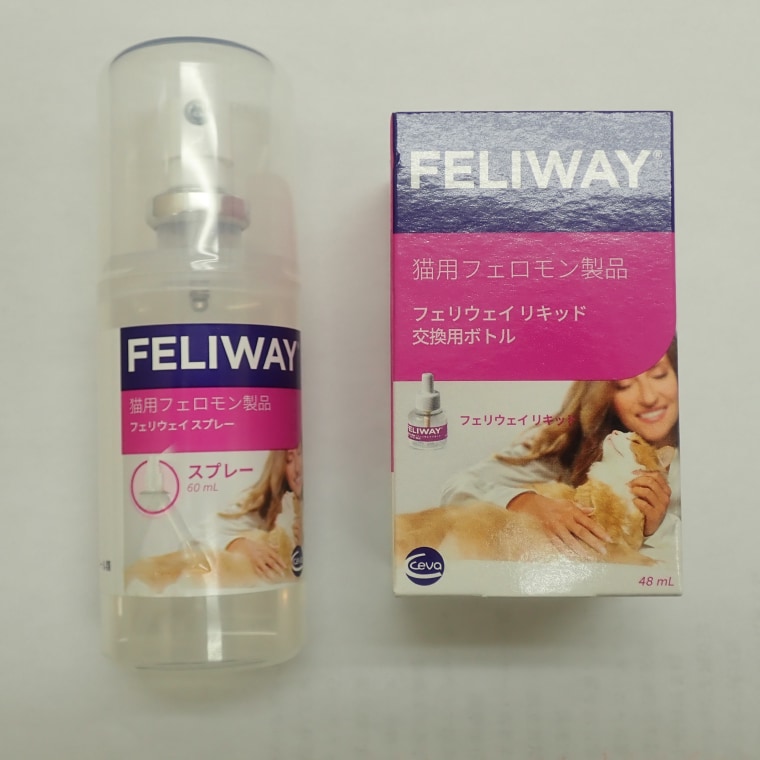 FELIWAY
猫用フェロモン製品
フェリウェイ スプレー
スプレー
60 mL
ceva
FELIWAY®
猫用フェロモン製品
フェリウェイ リキッド
交換用ボトル
FELIWAY
フェリウェイ リキッド
ceva
48 mL